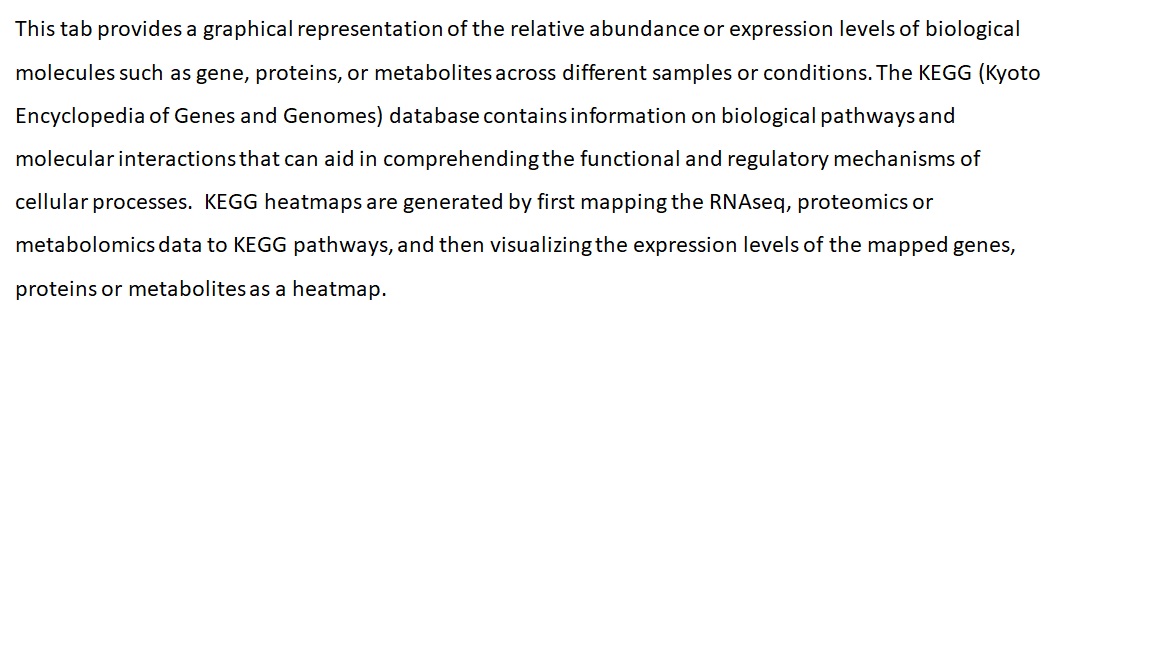 This tab provides a graphical representation of the relative abundance or expression levels of biological
molecules such as gene, proteins, or metabolites across different samples or conditions. The KEGG (Kyoto
Encyclopedia of Genes and Genomes) database contains information on biological pathways and
molecular interactions that can aid in comprehending the functional and regulatory mechanisms of
cellular processes.  KEGG heatmaps are generated by first mapping the RNAseq, proteomics or
metabolomics data to KEGG pathways, and then visualizing the expression levels of the mapped genes,
proteins or metabolites as a heatmap.